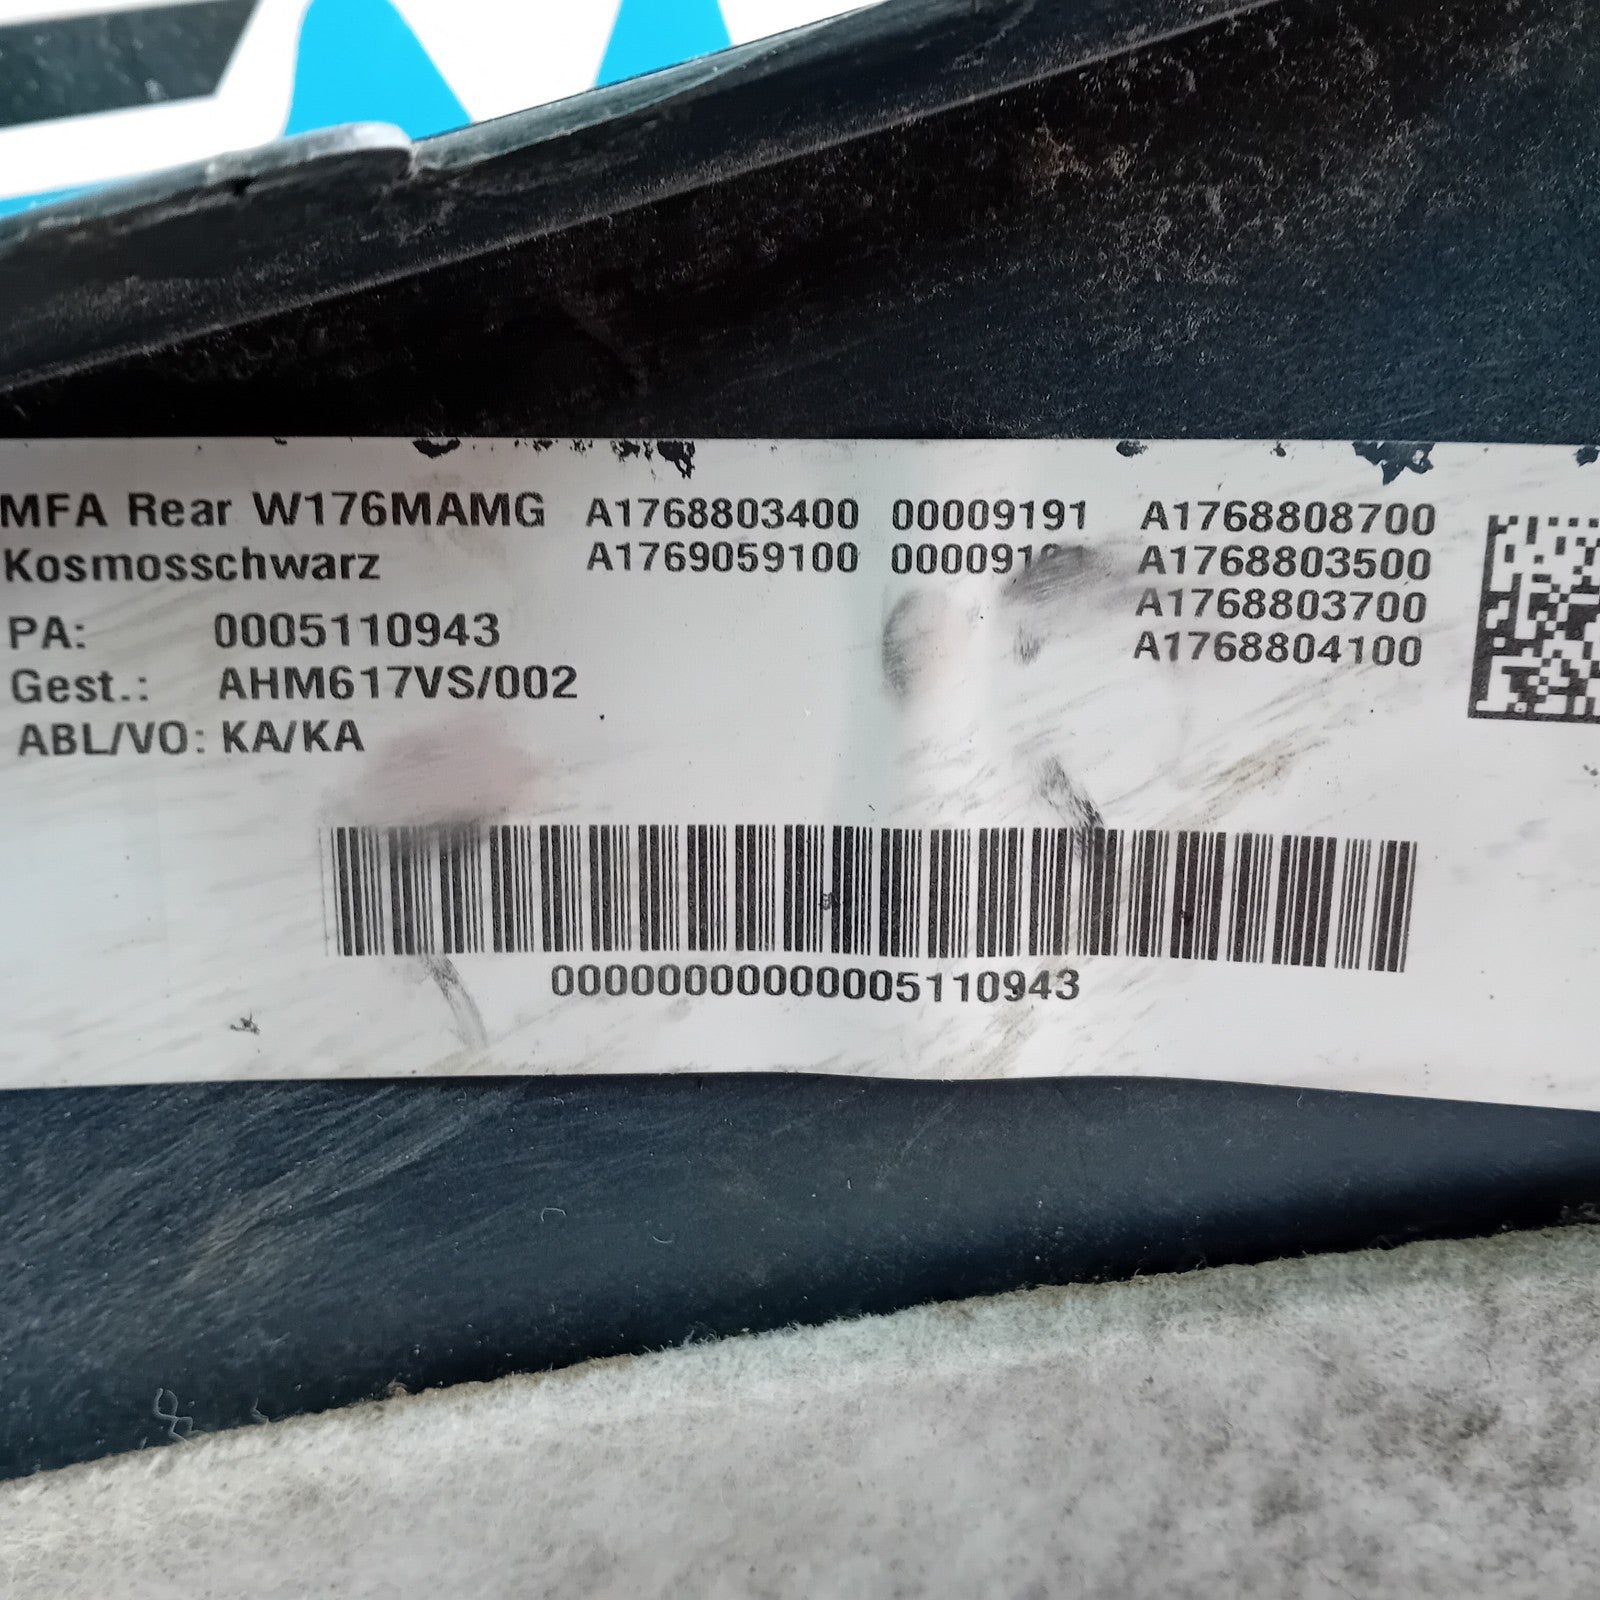 MFA Rear W176MAMG A1768803400 00009191 A1768808700
Kosmosschwarz A1769059100 A1768803500
A1768803700
PA: 0005110943
A1768804100
Gest.: AHM617VS/002
ABL/VO: KA/KA
000000000000005110943